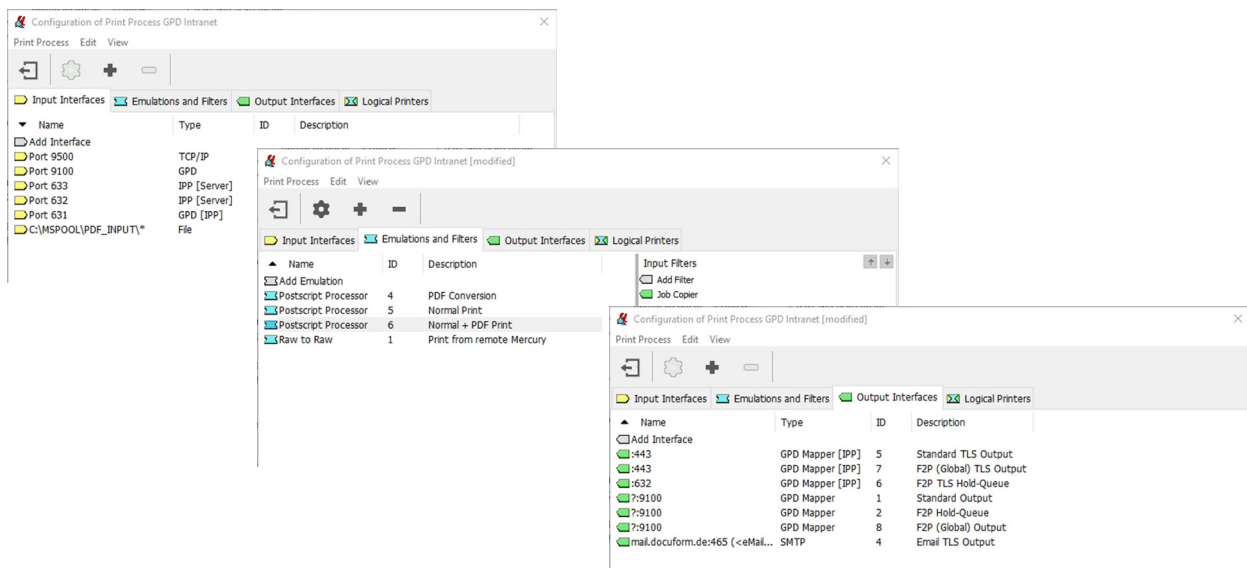 Configuration of Print Process GPD Intranet
Print Process Edit View
Input Interfaces Emulations and Filters Output Interfaces Logical Printers
Name Type ID Description
Add Interface
Port 9500 TCP/IP
Port 9100 GPD
Port 633 IPP [Server]
Port 632 IPP [Server]
Port 631 GPD [IPP]
C:\MSPOOL\PDF_INPUT\* File
Configuration of Print Process GPD Intranet [modified]
Print Process Edit View
Input Interfaces Emulations and Filters Output Interfaces Logical Printers
Name ID Description Input Filters
Add Emulation Add Filter
Postscript Processor 4 PDF Conversion Job Copier
Postscript Processor 5 Normal Print
Postscript Processor 6 Normal + PDF Print
Raw to Raw 1 Print from remote Mercury
Configuration of Print Process GPD Intranet [modified]
Print Process Edit View
Input Interfaces Emulations and Filters Output Interfaces Logical Printers
Name Type ID Description
Add Interface
:443 GPD Mapper [IPP] 5 Standard TLS Output
:443 GPD Mapper [IPP] 7 F2P (Global) TLS Output
:632 GPD Mapper [IPP] 6 F2P TLS Hold-Queue
?:9100 GPD Mapper 1 Standard Output
?:9100 GPD Mapper 2 F2P Hold-Queue
?:9100 GPD Mapper 8 F2P (Global) Output
mail.docuform.de:465 (<eMail... SMTP 4 Email TLS Output